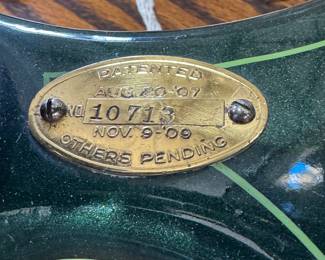 PATENTED
AUG. 20-'07
NO. 10713
NOV. 9-'09
OTHERS PENDING